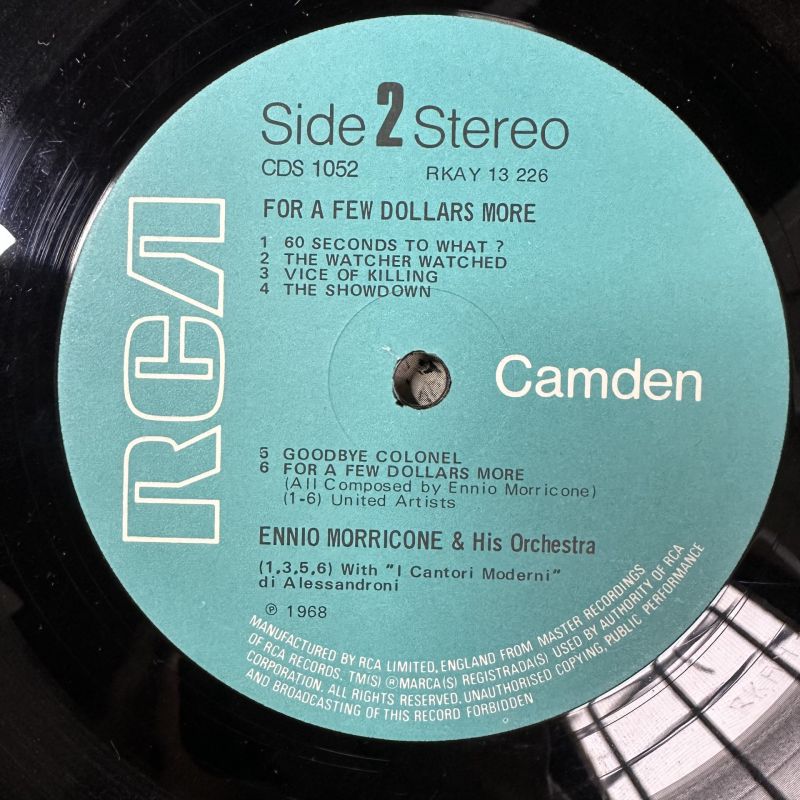 Side 2 Stereo
CDS 1052 RKAY 13 226
FOR A FEW DOLLARS MORE
1 60 SECONDS TO WHAT ?
2 THE WATCHER WATCHED
3 VICE OF KILLING
4 THE SHOWDOWN
RCA
Camden
5 GOODBYE COLONEL
6 FOR A FEW DOLLARS MORE
(All Composed by Ennio Morricone)
(1-6) United Artists
ENNIO MORRICONE & His Orchestra
(1,3,5,6) With "I Cantori Moderni"
di Alessandroni
℗ 1968
MANUFACTURED BY RCA LIMITED, ENGLAND FROM MASTER RECORDINGS
OF RCA RECORDS. TM(S) ® MARCA(S) REGISTRADA(S) USED BY AUTHORITY OF RCA
CORPORATION. ALL RIGHTS RESERVED. UNAUTHORISED COPYING, PUBLIC PERFORMANCE
AND BROADCASTING OF THIS RECORD FORBIDDEN